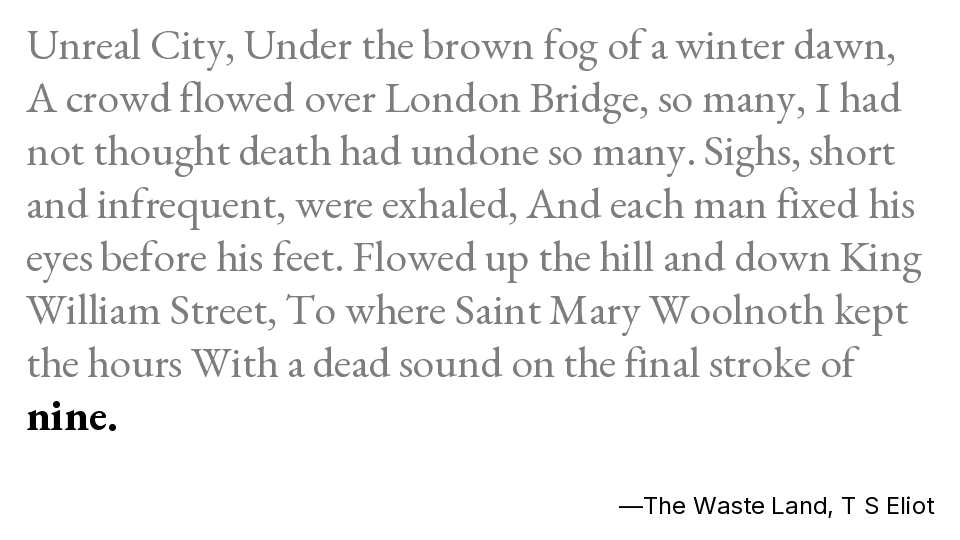 Unreal City, Under the brown fog of a winter dawn,
A crowd flowed over London Bridge, so many, I had
not thought death had undone so many. Sighs, short
and infrequent, were exhaled, And each man fixed his
eyes before his feet. Flowed up the hill and down King
William Street, To where Saint Mary Woolnoth kept
the hours With a dead sound on the final stroke of
nine.
—The Waste Land, T S Eliot